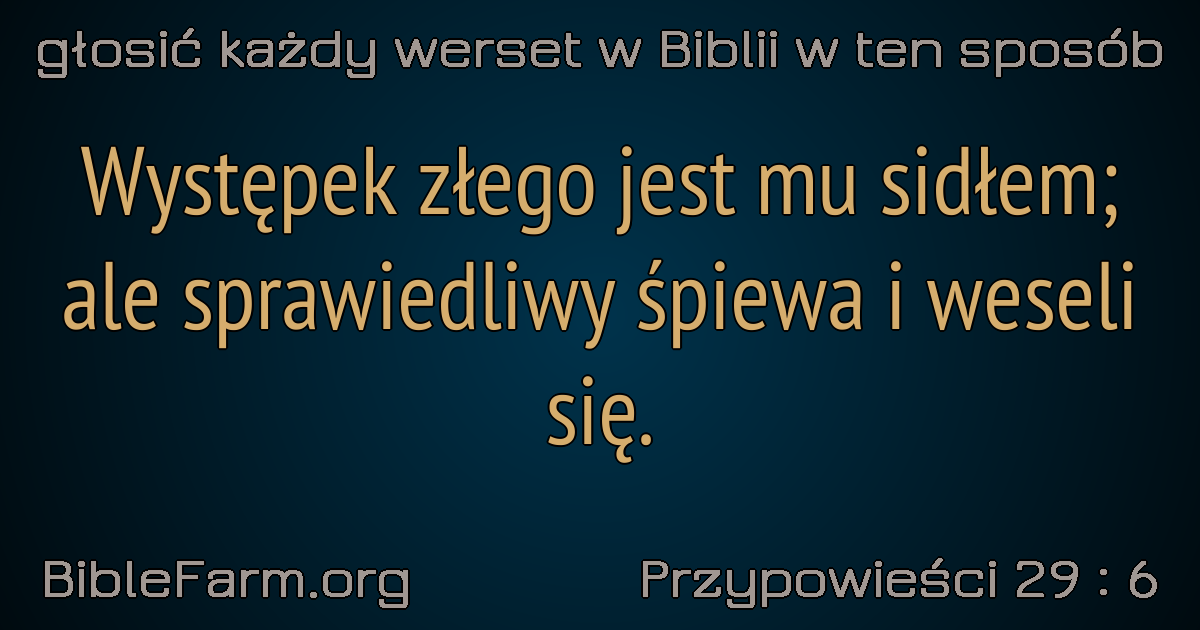 głosić każdy werset w Biblii w ten sposób
Występek złego jest mu sidłem;
ale sprawiedliwy śpiewa i weseli
się.
BibleFarm.org
Przypowieści 29 : 6